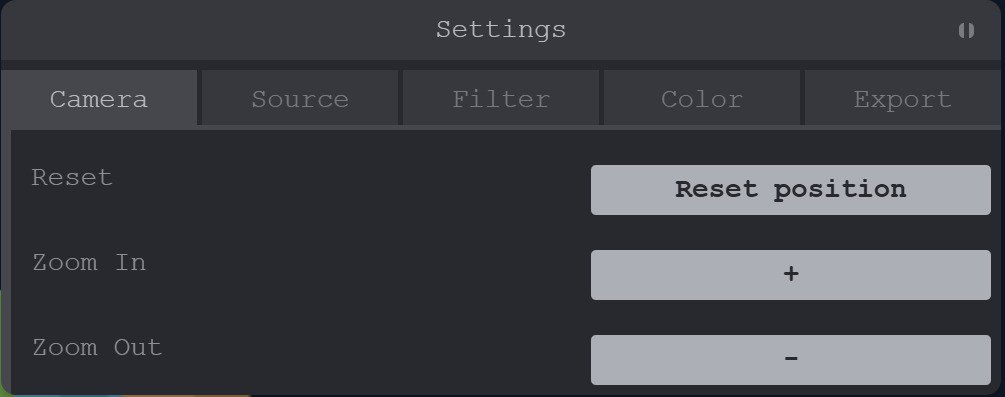 Settings
Camera Source Filter Color Export
Reset Reset position
Zoom In +
Zoom Out -